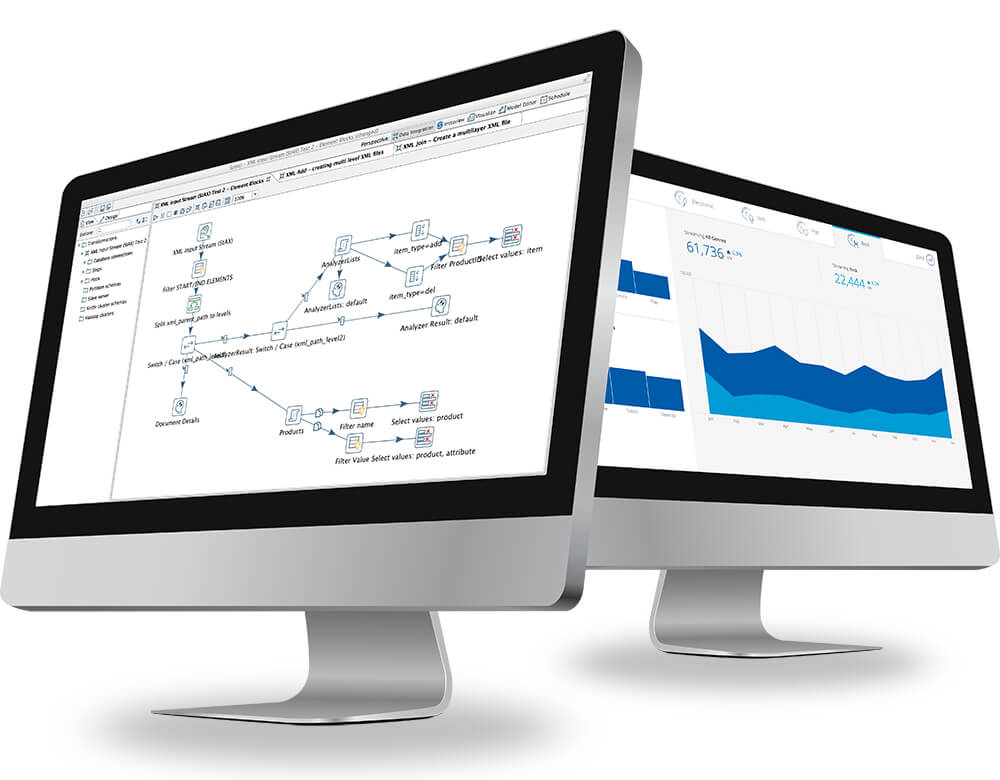 Spoon - XML Input Stream (StAX) Test 2 - Element Blocks (changed)
Perspective: Data Integration Instaview Visualize Model Editor Schedule
XML Input Stream (StAX) Test 2 - Element Blocks XML Add - creating multi level XML files XML Join - Create a multilayer XML file
View Design
Explorer
100%
Transformations
XML Input Stream (StAX) Test 2
Database connections
Steps
Hops
Partition schemas
Slave server
Kettle cluster schemas
Hadoop clusters
XML Input Stream (StAX)
Filter START/END ELEMENTS
Split xml_parent_path to levels
Document Details
AnalyzerResult: Switch / Case (xml_path_level2)
AnalyzerLists
AnalyzerLists: default
item_type=add
item_type=del
Filter ProductID
Select values: item
Analyzer Result: default
Products
Filter name
Select values: product
Filter Value
Select values: product, attribute
Electronic
Pop
Rock
Streaming All Genres
61,736
Streaming Rock
22,444